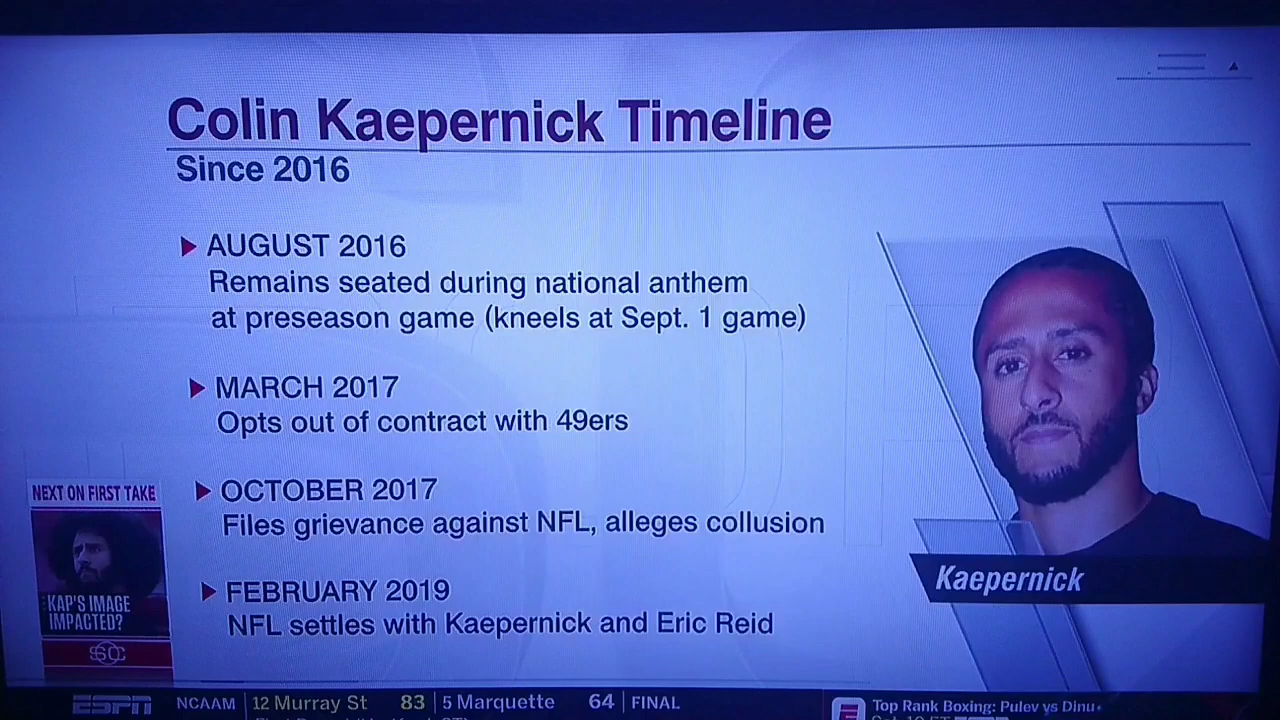 Colin Kaepernick Timeline
Since 2016
AUGUST 2016
Remains seated during national anthem
at preseason game (kneels at Sept. 1 game)
MARCH 2017
Opts out of contract with 49ers
OCTOBER 2017
Files grievance against NFL, alleges collusion
FEBRUARY 2019
NFL settles with Kaepernick and Eric Reid
Kaepernick
NEXT ON FIRST TAKE
KAP'S IMAGE
IMPACTED?
SC
ESPN NCAAM 12 Murray St 83 5 Marquette 64 FINAL
Top Rank Boxing: Pulev vs Dinu